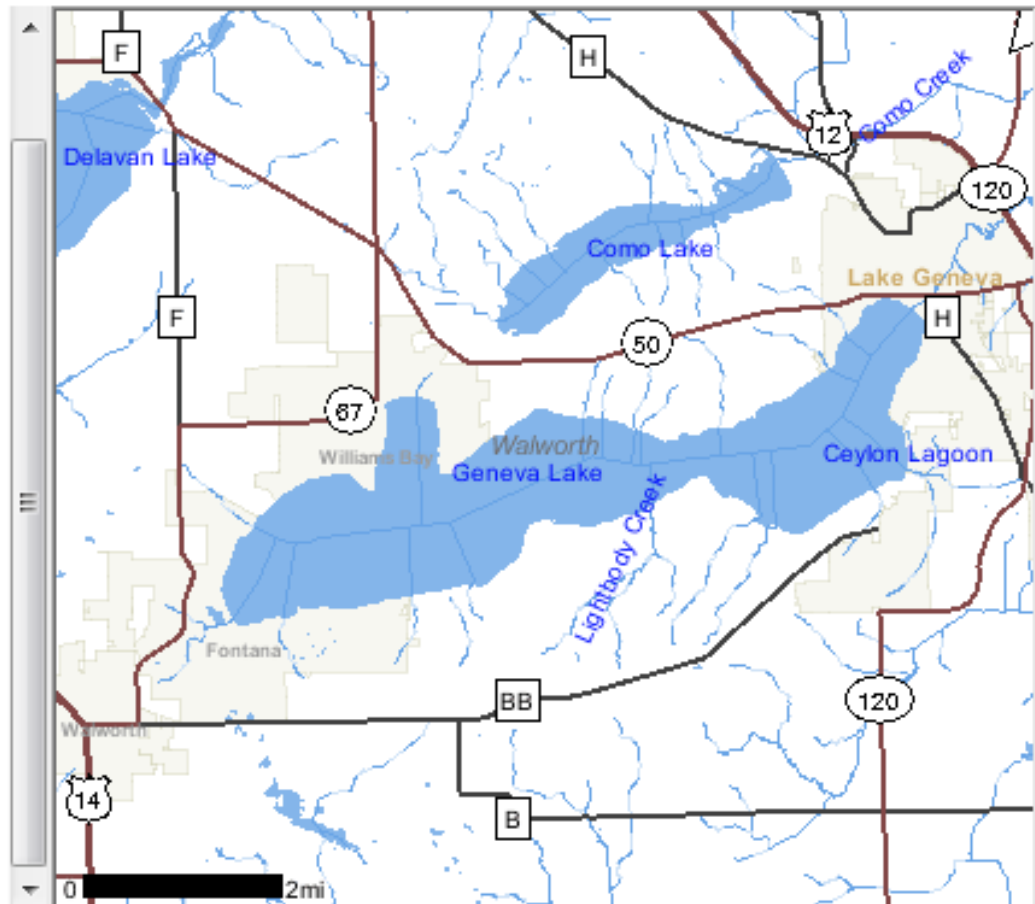 F
H
Como Creek
12
Delavan Lake
120
Como Lake
Lake Geneva
F
H
50
67
Walworth
Williams Bay
Geneva Lake
Ceylon Lagoon
Lightbody Creek
Fontana
BB
120
Walworth
14
B
0 2mi